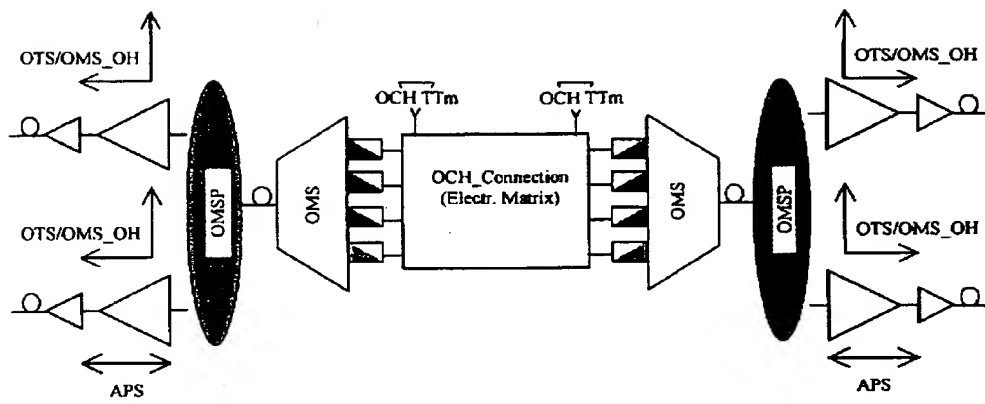 OTS/OMS_OH
OTS/OMS_OH
OCH TTm
OCH TTm
OMSP
OMS
OCH_Connection
(Electr. Matrix)
OMS
OMSP
OTS/OMS_OH
OTS/OMS_OH
APS
APS